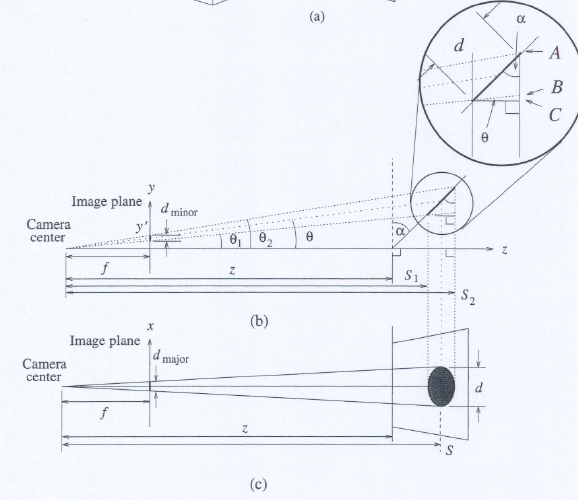 (a)
α
d
A
B
C
θ
Image plane
y
d minor
y'
Camera
center
θ1
θ2
θ
α
z
f
z
S1
S2
(b)
x
Image plane
d major
Camera
center
d
f
z
S
(c)